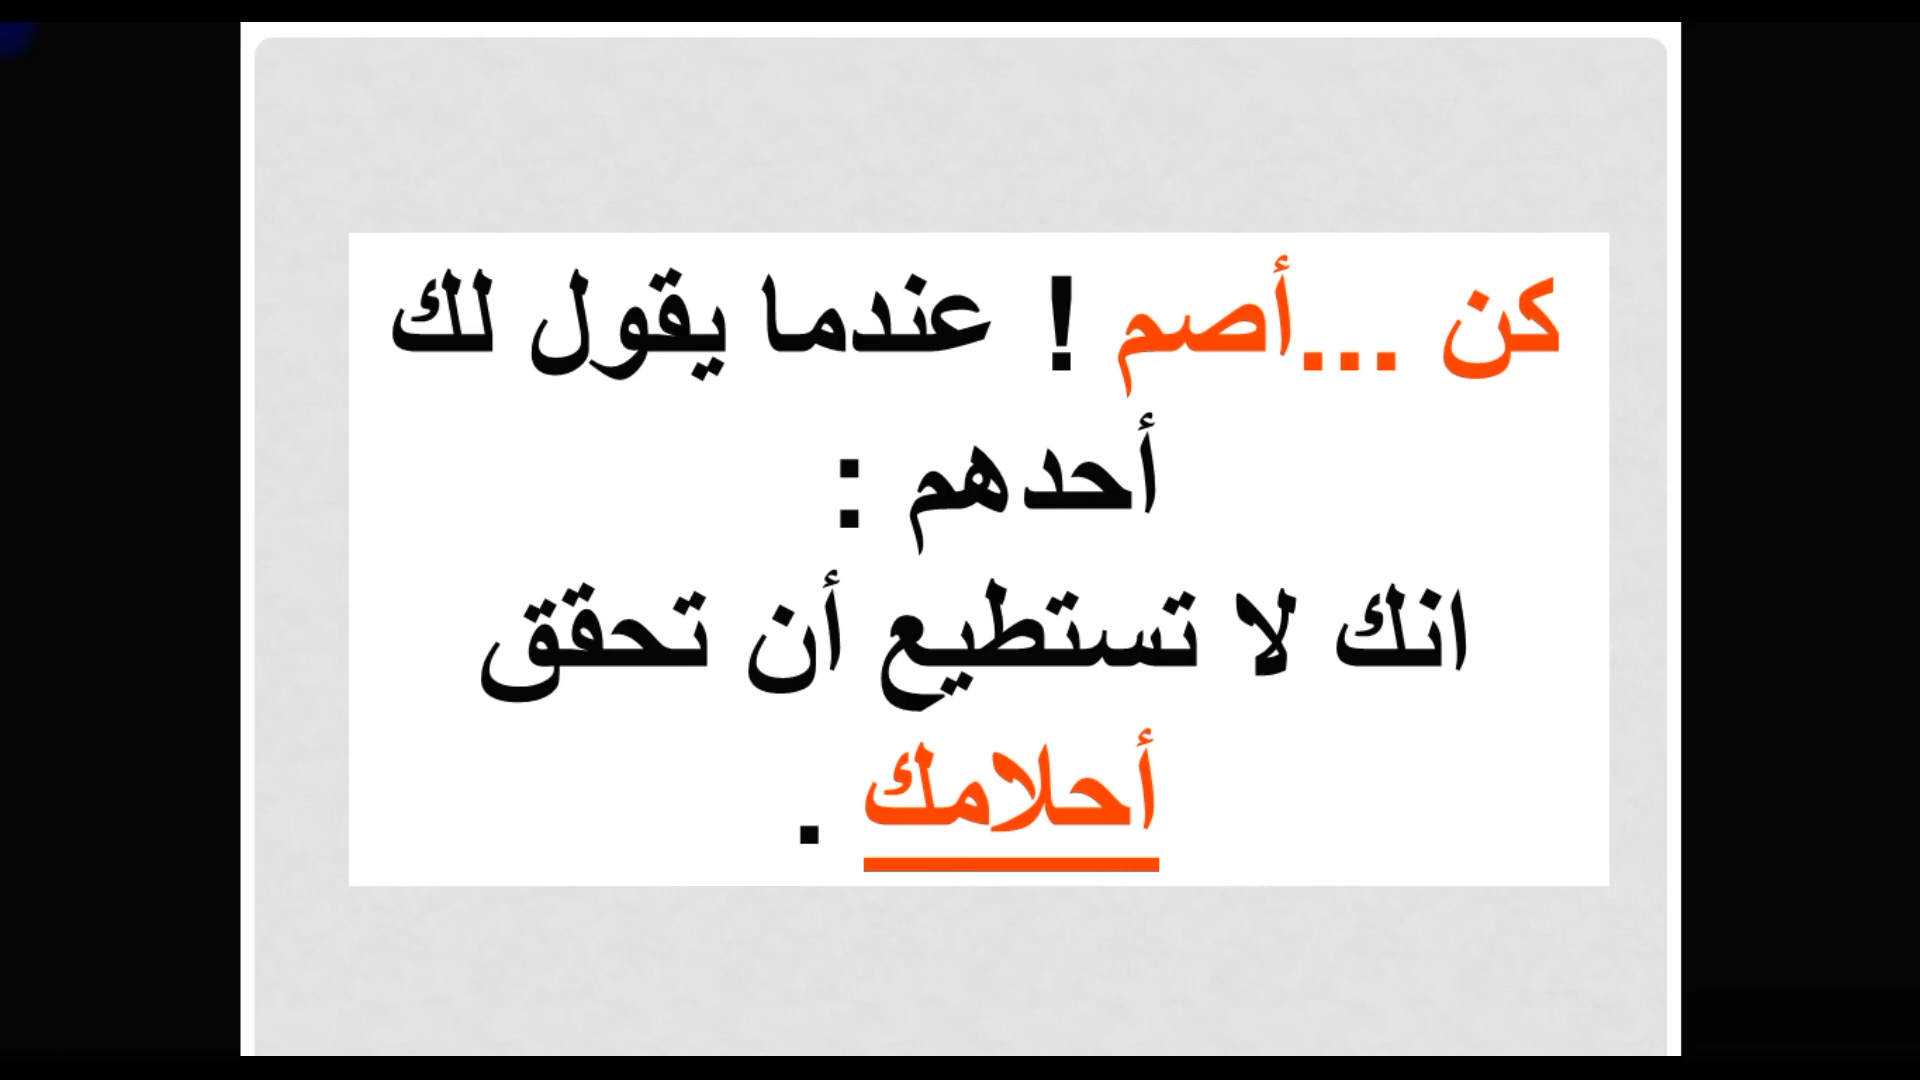 كن ...أصم ! عندما يقول لك
أحدهم :
انك لا تستطيع أن تحقق
أحلامك .